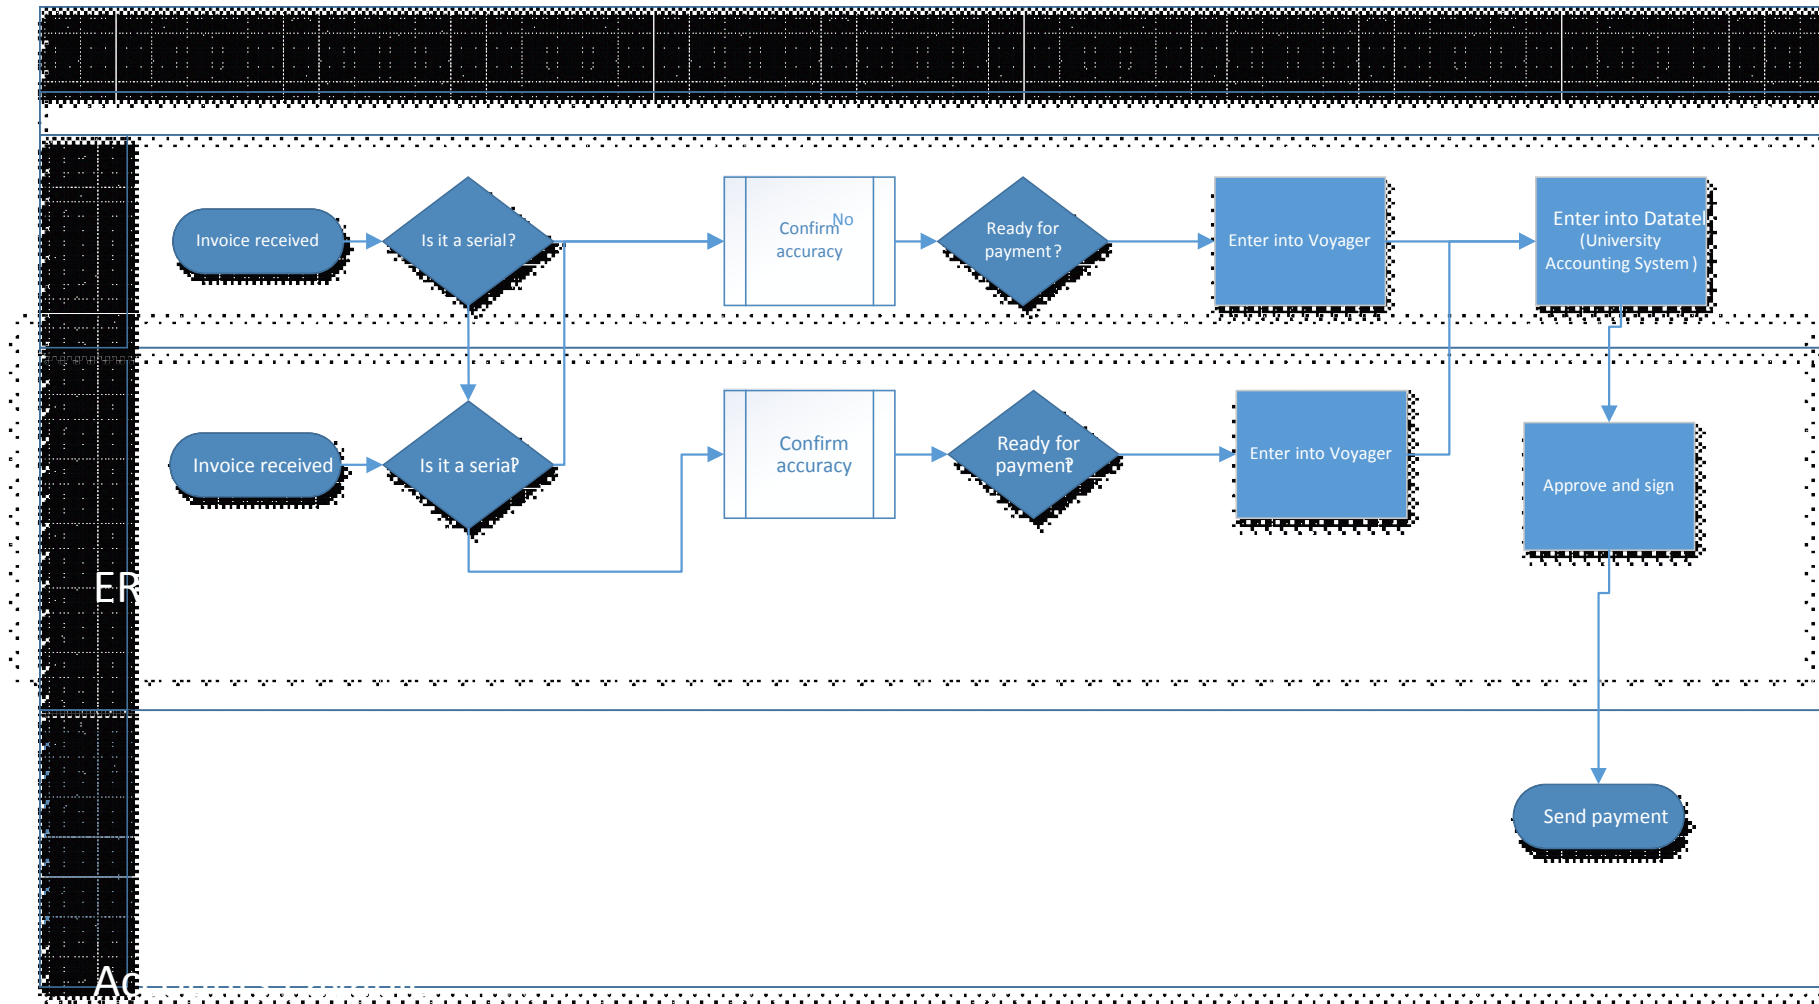 Invoice received
Is it a serial?
No
Confirm
accuracy
Ready for
payment?
Enter into Voyager
Enter into Datatel
(University
Accounting System)
Invoice received
Is it a serial?
Confirm
accuracy
Ready for
payment?
Enter into Voyager
Approve and sign
ER
Send payment